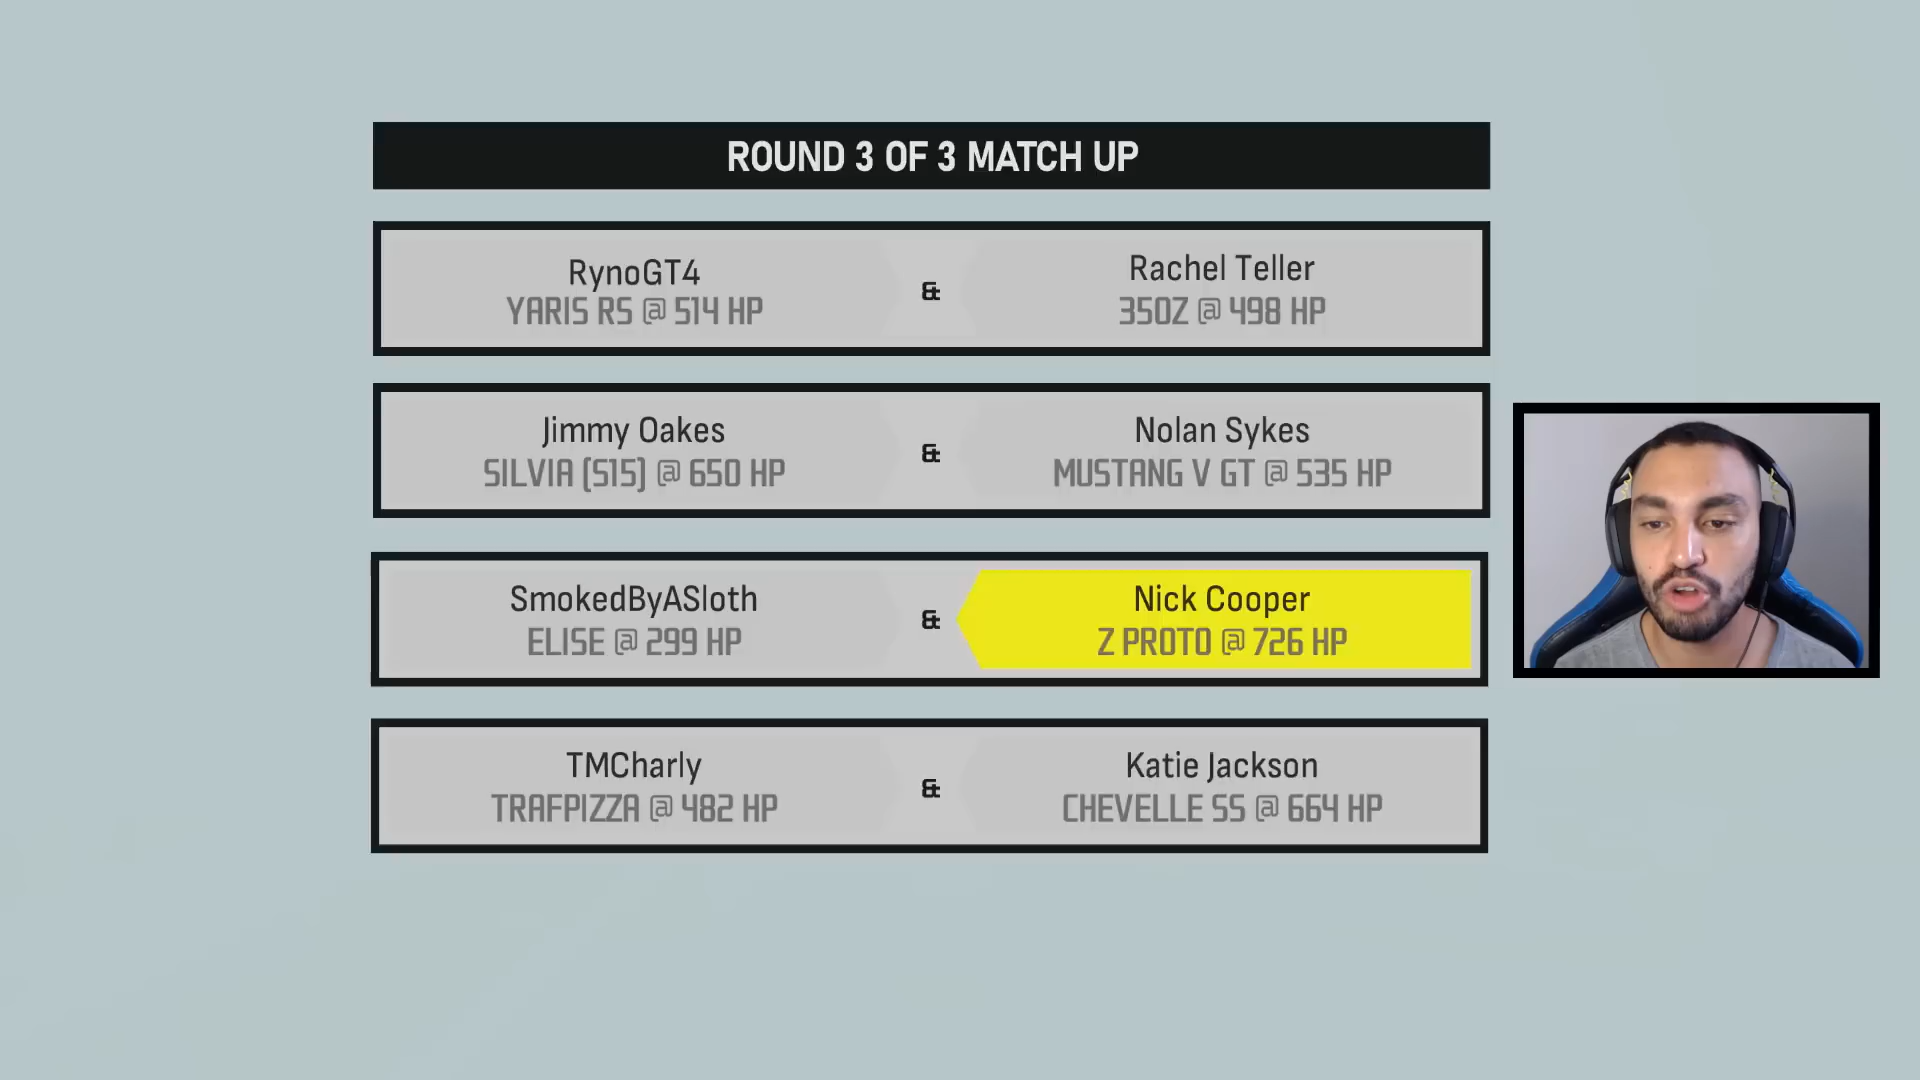 ROUND 3 OF 3 MATCH UP
RynoGT4
YARIS RS @ 514 HP
&
Rachel Teller
350Z @ 498 HP
Jimmy Oakes
SILVIA (S15) @ 650 HP
&
Nolan Sykes
MUSTANG V GT @ 535 HP
SmokedByASloth
ELISE @ 299 HP
&
Nick Cooper
Z PROTO @ 726 HP
TMCharly
TRAFPIZZA @ 482 HP
&
Katie Jackson
CHEVELLE SS @ 664 HP